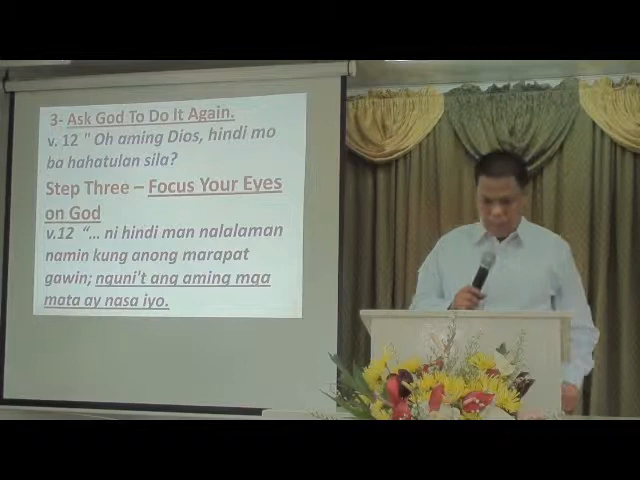 3- Ask God To Do It Again.
v. 12 " Oh aming Dios, hindi mo
ba hahatulan sila?
Step Three – Focus Your Eyes
on God
v.12 “… ni hindi man nalalaman
namin kung anong marapat
gawin; nguni't ang aming mga
mata ay nasa iyo.